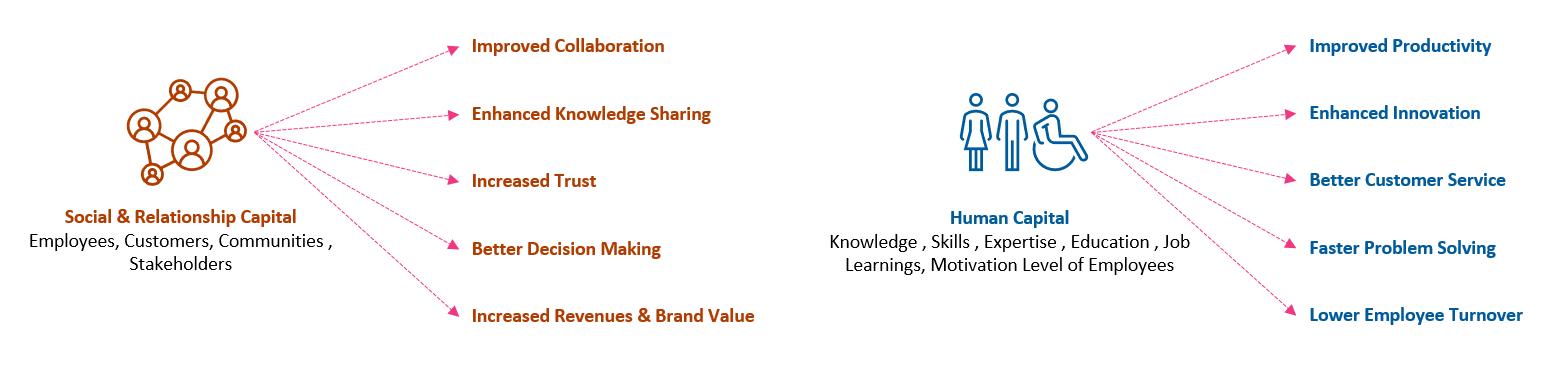 Social & Relationship Capital
Employees, Customers, Communities ,
Stakeholders
Improved Collaboration
Enhanced Knowledge Sharing
Increased Trust
Better Decision Making
Increased Revenues & Brand Value
Human Capital
Knowledge , Skills , Expertise , Education , Job
Learnings, Motivation Level of Employees
Improved Productivity
Enhanced Innovation
Better Customer Service
Faster Problem Solving
Lower Employee Turnover